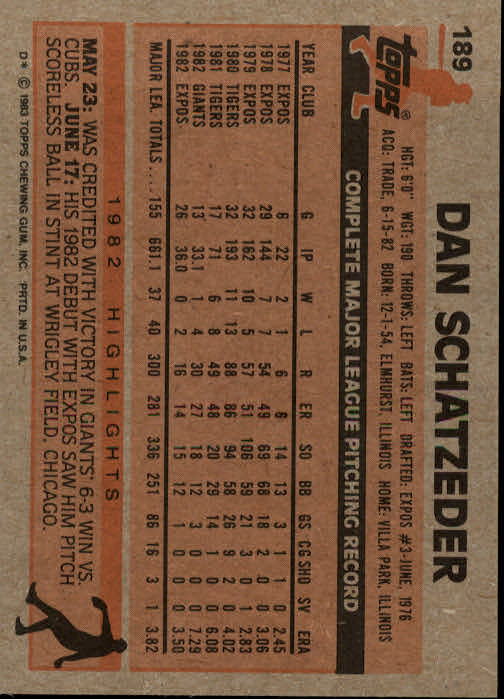 189
topps®
DAN SCHATZEDER
HGT: 6'0" WGT: 190 THROWS: LEFT BATS: LEFT DRAFTED: EXPOS #3-JUNE, 1976
ACQ: TRADE, 6-15-82 BORN: 12-1-54, ELMHURST, ILLINOIS HOME: VILLA PARK, ILLINOIS
COMPLETE MAJOR LEAGUE PITCHING RECORD
YEAR CLUB G IP W L R ER SO BB GS CG SHO SV ERA
1977 EXPOS 6 22 2 1 6 6 14 13 3 1 1 0 2.45
1978 EXPOS 29 144 7 7 54 49 69 68 18 2 0 0 3.06
1979 EXPOS 32 162 10 5 57 51 106 59 21 3 0 1 2.83
1980 TIGERS 32 193 11 13 88 86 94 58 26 9 2 0 4.02
1981 TIGERS 17 71 6 8 49 48 20 29 14 1 0 0 6.08
1982 GIANTS 13 33.1 1 4 30 27 18 12 3 0 0 0 7.29
1982 EXPOS 26 36.0 0 2 16 14 15 12 1 0 0 0 3.50
MAJOR LEA. TOTALS.... 155 661.1 37 40 300 281 336 251 86 16 3 1 3.82
1982 HIGHLIGHTS
MAY 23: WAS CREDITED WITH VICTORY IN GIANTS' 6-3 WIN VS.
CUBS. JUNE 17: HIS 1982 DEBUT WITH EXPOS SAW HIM PITCH
SCORELESS BALL IN STINT AT WRIGLEY FIELD, CHICAGO.
D* © 1983 TOPPS CHEWING GUM, INC. PRTD. IN U.S.A.